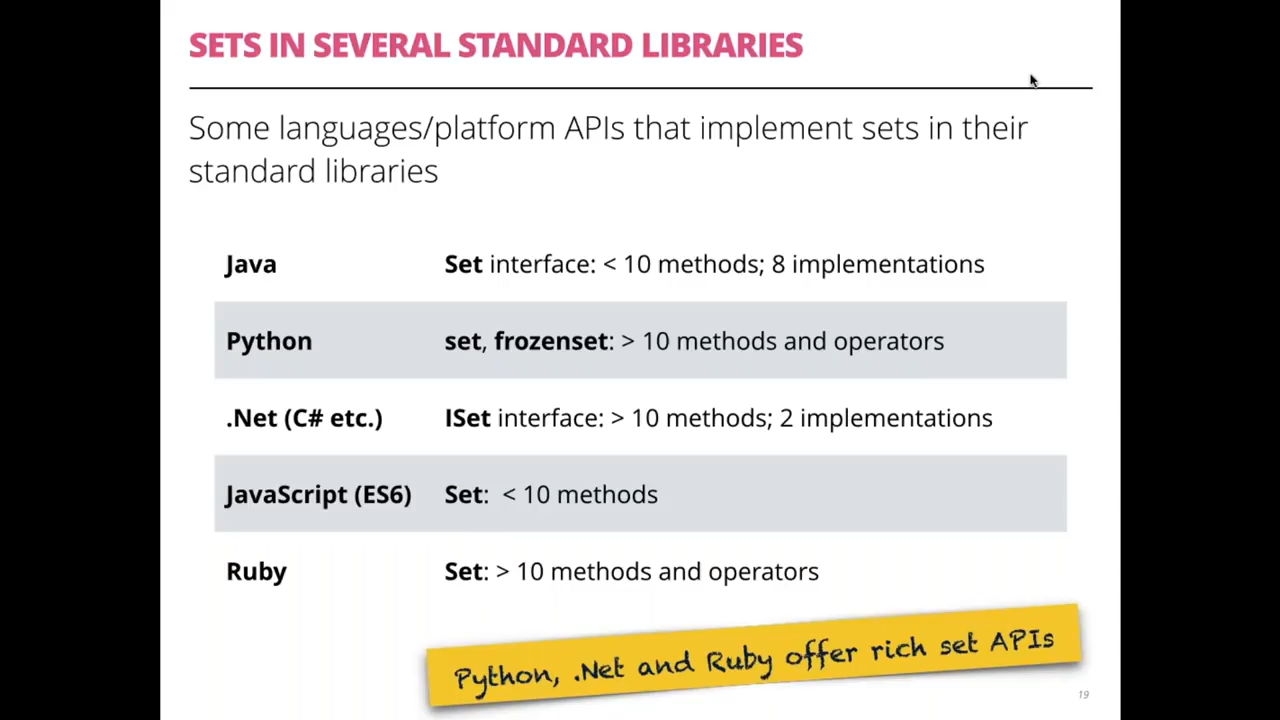 SETS IN SEVERAL STANDARD LIBRARIES
Some languages/platform APIs that implement sets in their
standard libraries
Java Set interface: < 10 methods; 8 implementations
Python set, frozenset: > 10 methods and operators
.Net (C# etc.) ISet interface: > 10 methods; 2 implementations
JavaScript (ES6) Set: < 10 methods
Ruby Set: > 10 methods and operators
Python, .Net and Ruby offer rich set APIs
19